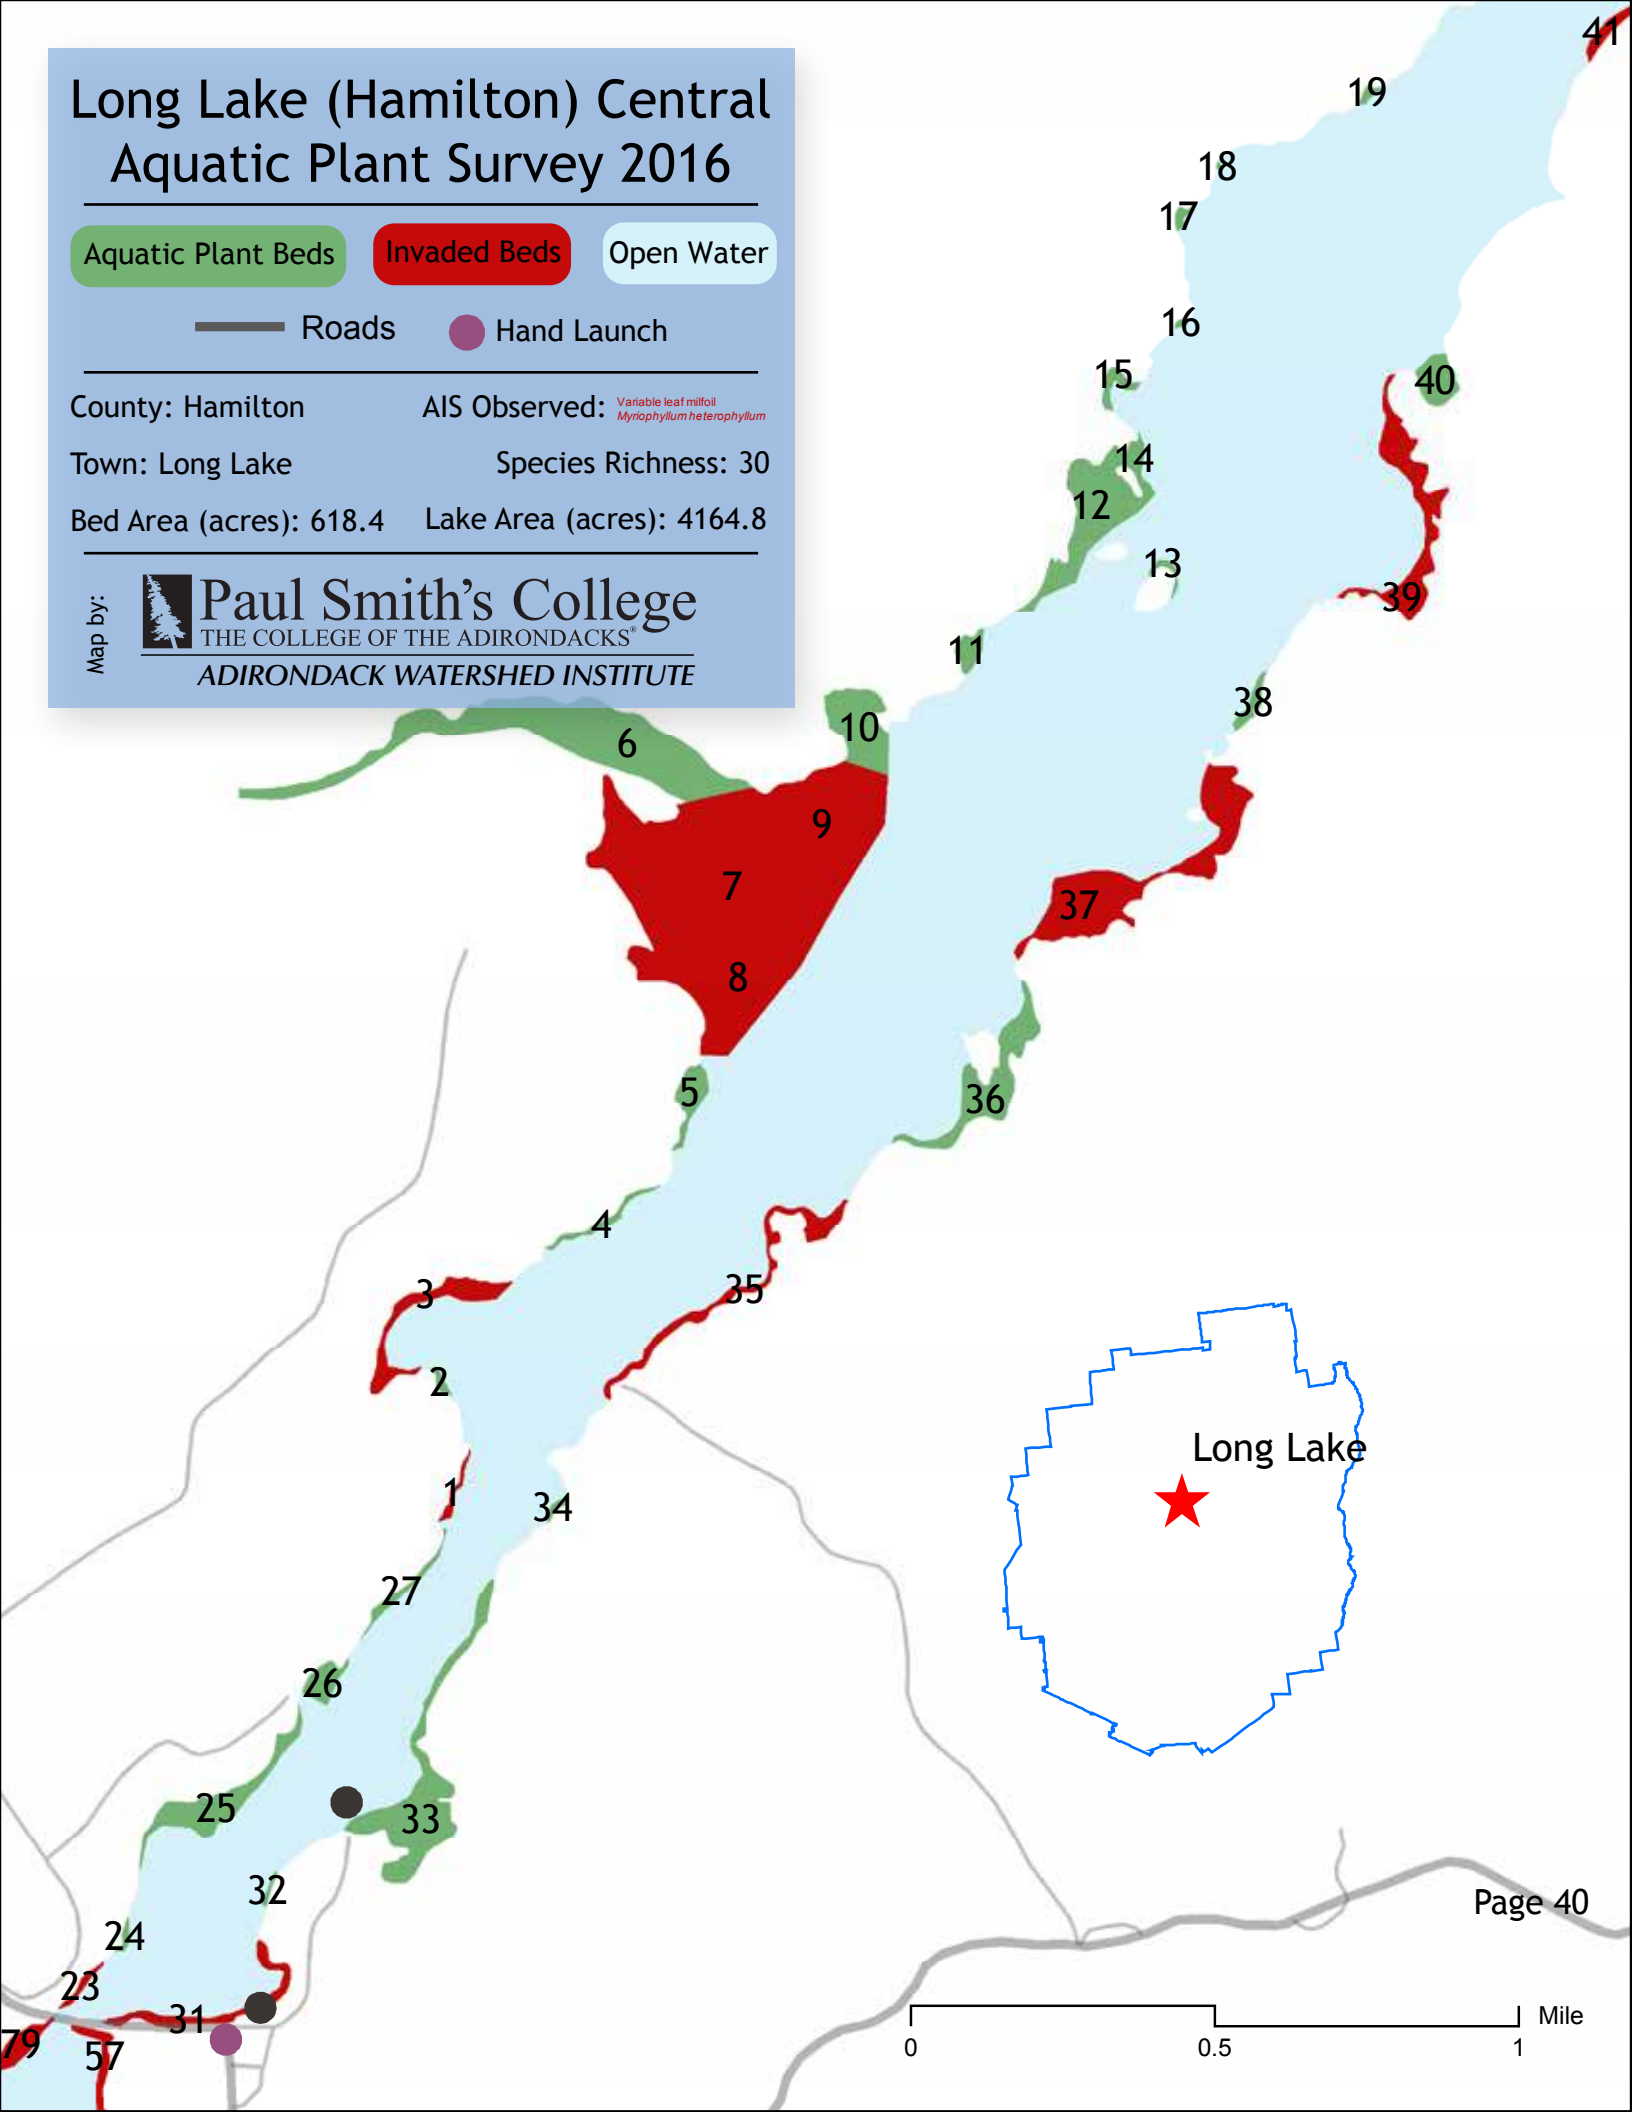 Long Lake (Hamilton) Central
Aquatic Plant Survey 2016
Aquatic Plant Beds
Invaded Beds
Open Water
Roads
Hand Launch
County: Hamilton
AIS Observed:
Variable leaf milfoil
Myriophyllum heterophyllum
Town: Long Lake
Species Richness: 30
Bed Area (acres): 618.4
Lake Area (acres): 4164.8
Map by:
Paul Smith's College
THE COLLEGE OF THE ADIRONDACKS®
ADIRONDACK WATERSHED INSTITUTE
41
19
18
17
16
15
40
14
12
13
39
11
38
10
6
9
7
37
8
5
36
4
3
35
2
Long Lake
1
34
27
26
25
33
32
Page 40
24
23
31
79
57
Mile
0
0.5
1